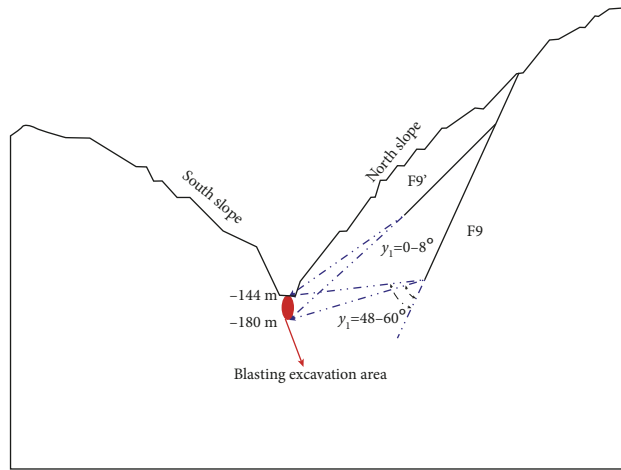 South slope
North slope
F9'
F9
y₁=0–8°
–144 m
y₁=48–60°
–180 m
Blasting excavation area